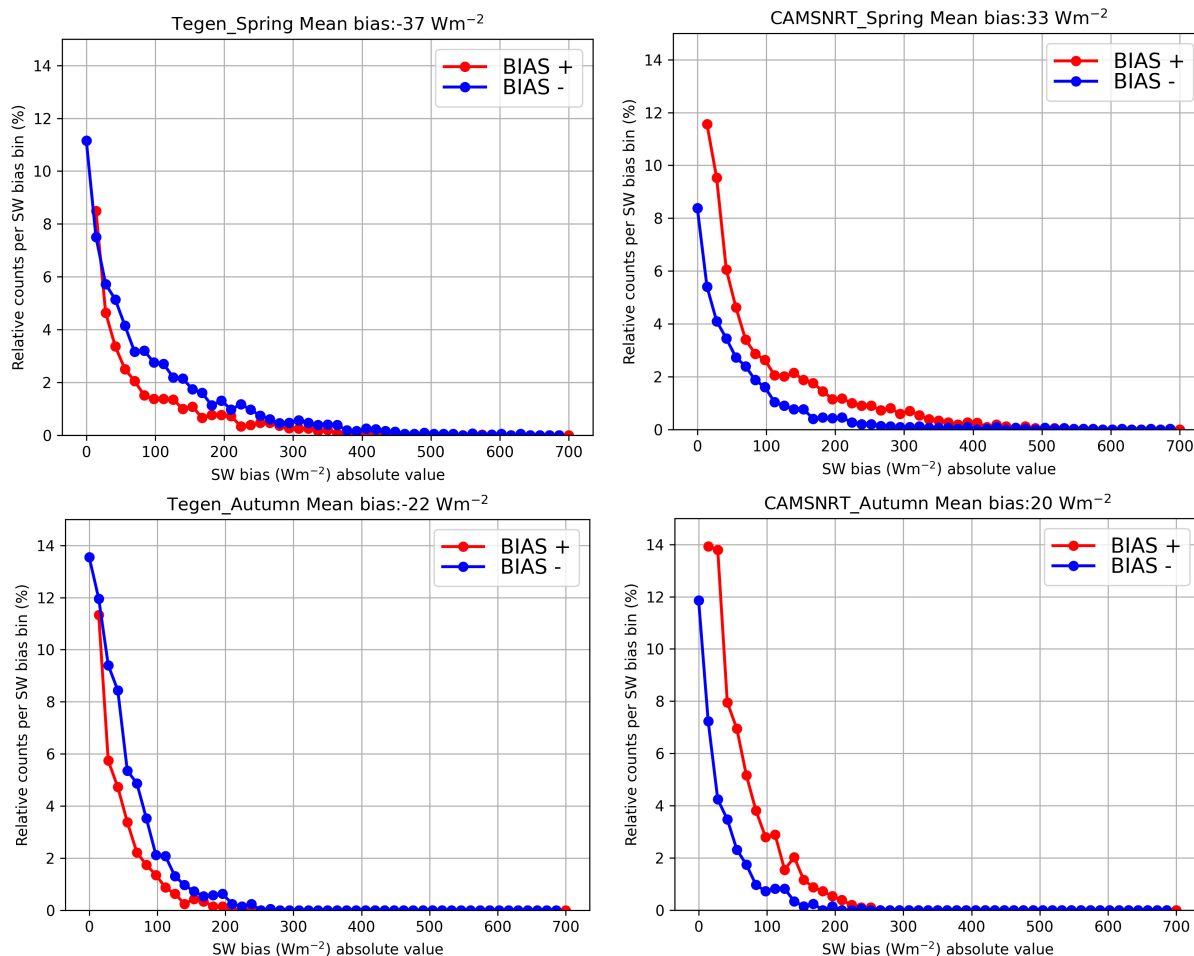 Tegen_Spring Mean bias:-37 Wm⁻²
Relative counts per SW bias bin (%)
14
12
10
8
6
4
2
0
BIAS +
BIAS -
0 100 200 300 400 500 600 700
SW bias (Wm⁻²) absolute value
CAMSNRT_Spring Mean bias:33 Wm⁻²
Relative counts per SW bias bin (%)
14
12
10
8
6
4
2
0
BIAS +
BIAS -
0 100 200 300 400 500 600 700
SW bias (Wm⁻²) absolute value
Tegen_Autumn Mean bias:-22 Wm⁻²
Relative counts per SW bias bin (%)
14
12
10
8
6
4
2
0
BIAS +
BIAS -
0 100 200 300 400 500 600 700
SW bias (Wm⁻²) absolute value
CAMSNRT_Autumn Mean bias:20 Wm⁻²
Relative counts per SW bias bin (%)
14
12
10
8
6
4
2
0
BIAS +
BIAS -
0 100 200 300 400 500 600 700
SW bias (Wm⁻²) absolute value